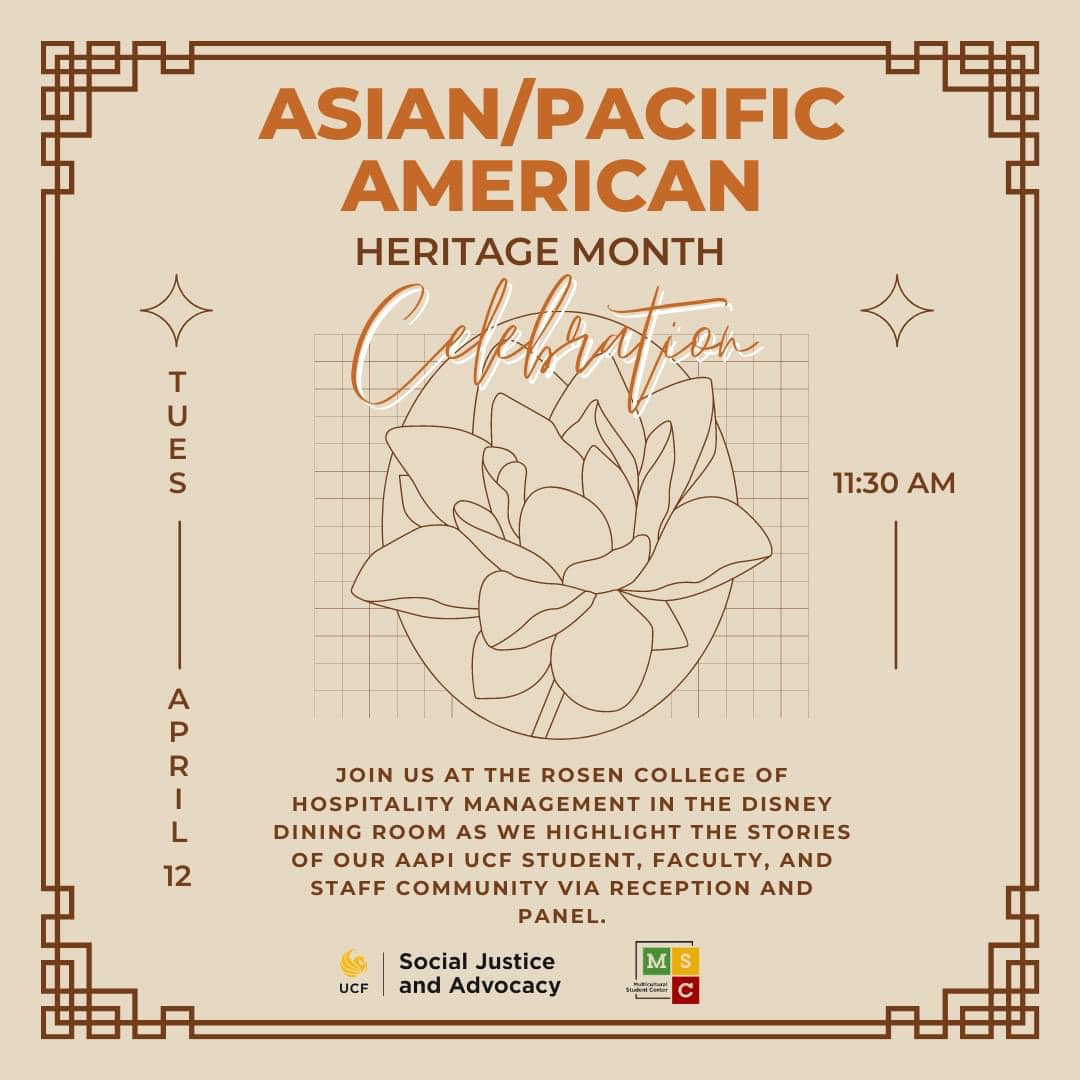 ASIAN/PACIFIC
AMERICAN
HERITAGE MONTH
Celebration
TUES
APRIL
12
11:30 AM
JOIN US AT THE ROSEN COLLEGE OF
HOSPITALITY MANAGEMENT IN THE DISNEY
DINING ROOM AS WE HIGHLIGHT THE STORIES
OF OUR AAPI UCF STUDENT, FACULTY, AND
STAFF COMMUNITY VIA RECEPTION AND
PANEL.
UCF
Social Justice
and Advocacy
M S
C
Multicultural
Student Center